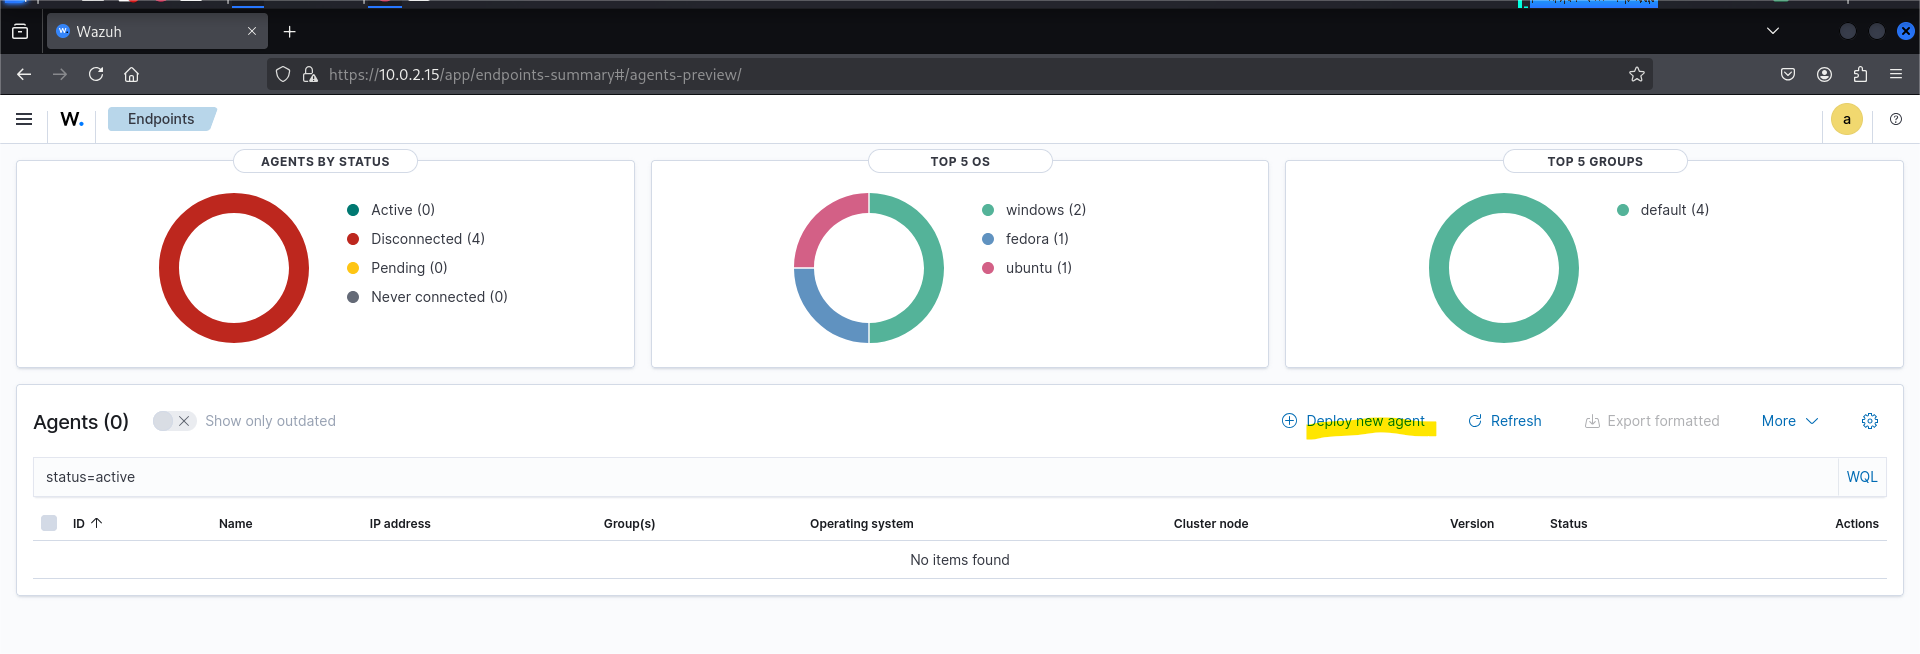 Wazuh
https://10.0.2.15/app/endpoints-summary#/agents-preview/
W. Endpoints a
AGENTS BY STATUS
Active (0)
Disconnected (4)
Pending (0)
Never connected (0)
TOP 5 OS
windows (2)
fedora (1)
ubuntu (1)
TOP 5 GROUPS
default (4)
Agents (0) Show only outdated Deploy new agent Refresh Export formatted More
status=active WQL
ID Name IP address Group(s) Operating system Cluster node Version Status Actions
No items found